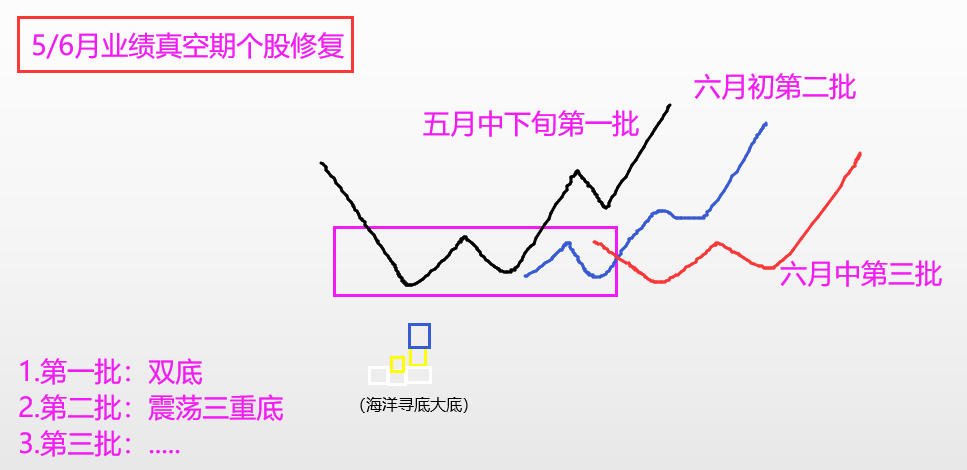 5/6月业绩真空期个股修复
六月初第二批
五月中下旬第一批
六月中第三批
1.第一批：双底
2.第二批：震荡三重底
3.第三批：.....
（海洋寻底大底）